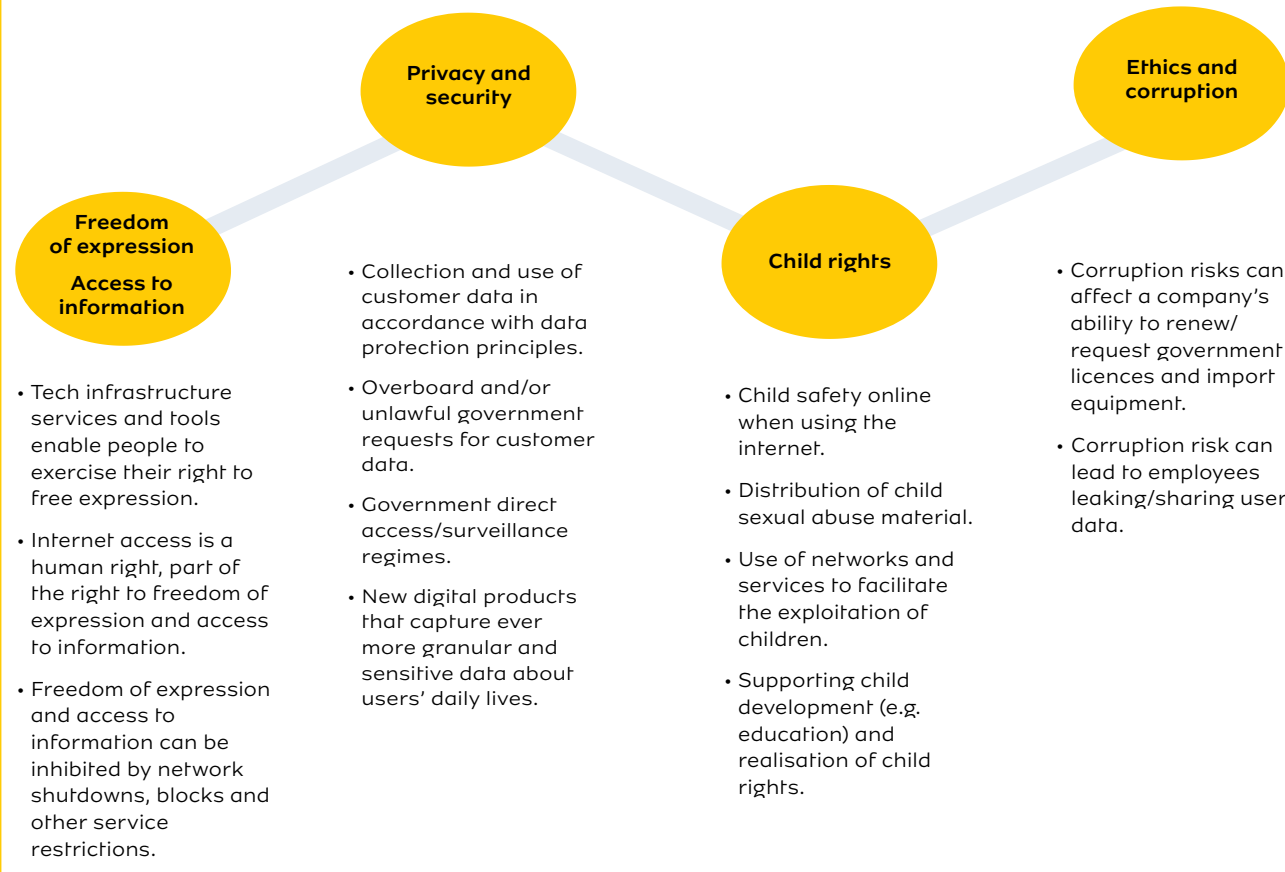 Freedom
of expression
Access to
information
• Tech infrastructure
services and tools
enable people to
exercise their right to
free expression.
• Internet access is a
human right, part of
the right to freedom of
expression and access
to information.
• Freedom of expression
and access to
information can be
inhibited by network
shutdowns, blocks and
other service
restrictions.
Privacy and
security
• Collection and use of
customer data in
accordance with data
protection principles.
• Overboard and/or
unlawful government
requests for customer
data.
• Government direct
access/surveillance
regimes.
• New digital products
that capture ever
more granular and
sensitive data about
users’ daily lives.
Child rights
• Child safety online
when using the
internet.
• Distribution of child
sexual abuse material.
• Use of networks and
services to facilitate
the exploitation of
children.
• Supporting child
development (e.g.
education) and
realisation of child
rights.
Ethics and
corruption
• Corruption risks can
affect a company’s
ability to renew/
request government
licences and import
equipment.
• Corruption risk can
lead to employees
leaking/sharing user
data.